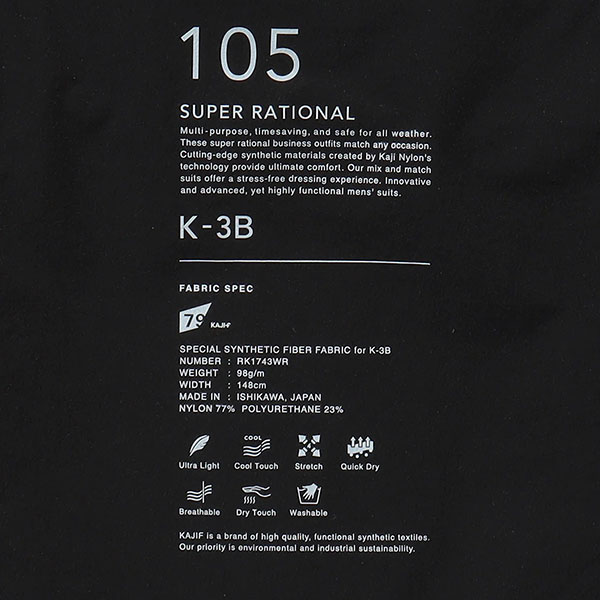 105
SUPER RATIONAL
Multi-purpose, timesaving, and safe for all weather.
These super rational business outfits match any occasion.
Cutting-edge synthetic materials created by Kaji Nylon's
technology provide ultimate comfort. Our mix and match
suits offer a stress-free dressing experience. Innovative
and advanced, yet highly functional mens' suits.
K-3B
FABRIC SPEC
79 KAJIF
SPECIAL SYNTHETIC FIBER FABRIC for K-3B
NUMBER : RK1743WR
WEIGHT : 98g/m
WIDTH : 148cm
MADE IN : ISHIKAWA, JAPAN
NYLON 77% POLYURETHANE 23%
COOL
Ultra Light Cool Touch Stretch Quick Dry
Breathable Dry Touch Washable
KAJIF is a brand of high quality, functional synthetic textiles.
Our priority is environmental and industrial sustainability.